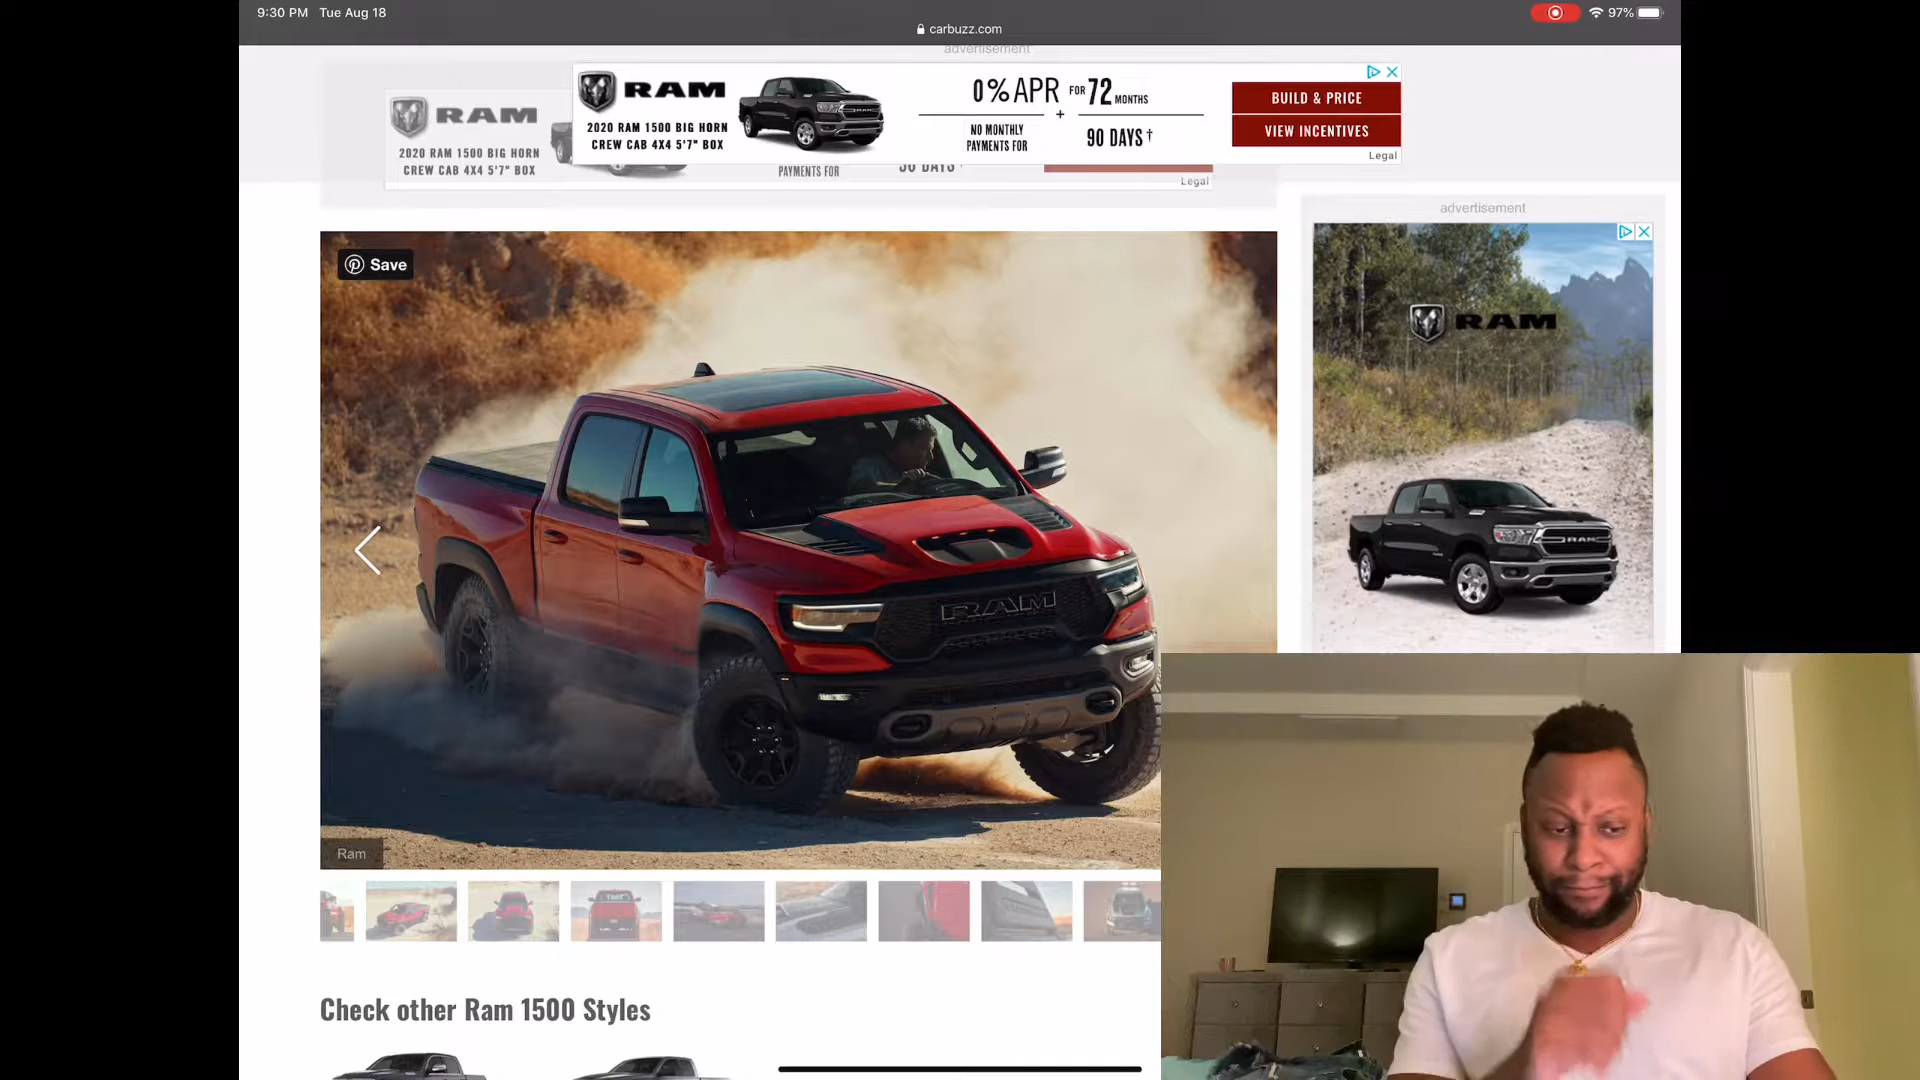 9:30 PM Tue Aug 18
97%
carbuzz.com
advertisement
RAM
2020 RAM 1500 BIG HORN
CREW CAB 4X4 5'7" BOX
0% APR FOR 72 MONTHS
+
NO MONTHLY
PAYMENTS FOR
90 DAYS †
BUILD & PRICE
VIEW INCENTIVES
Legal
RAM
2020 RAM 1500 BIG HORN
CREW CAB 4X4 5'7" BOX
PAYMENTS FOR
90 DAYS
Legal
advertisement
RAM
RAM
Save
RAM
Ram
Check other Ram 1500 Styles